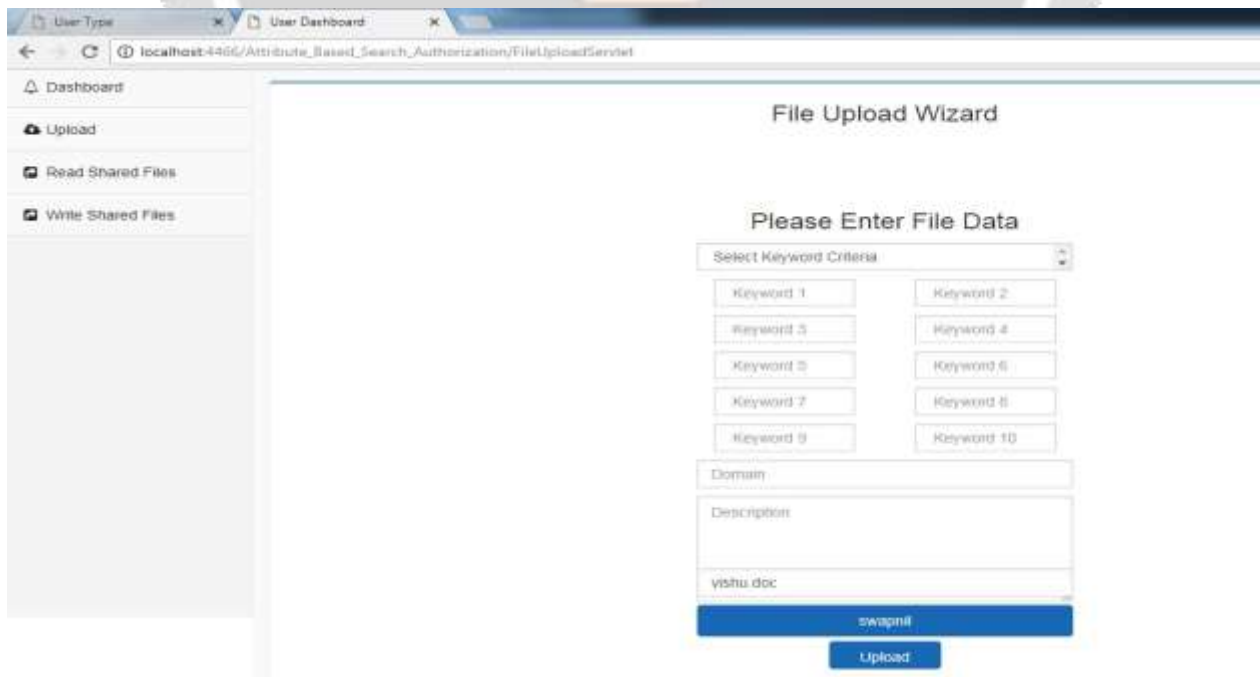 User Type
User Dashboard
localhost:4466/Attribute_Based_Search_Authorization/FileUploadServlet
Dashboard
Upload
Read Shared Files
Write Shared Files
File Upload Wizard
Please Enter File Data
Select Keyword Criteria
Keyword 1
Keyword 2
Keyword 3
Keyword 4
Keyword 5
Keyword 6
Keyword 7
Keyword 8
Keyword 9
Keyword 10
Domain
Description
vishu.doc
swapnil
Upload